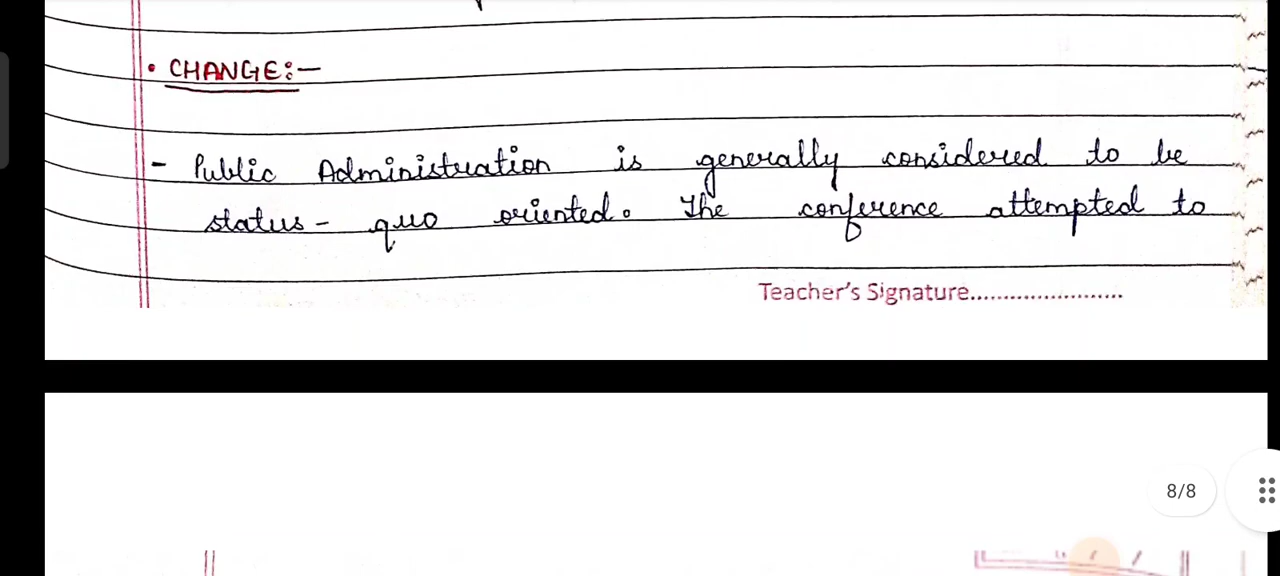 • CHANGE:-
- Public Administration is generally considered to be
status-quo oriented. The conference attempted to
Teacher's Signature........................
8/8